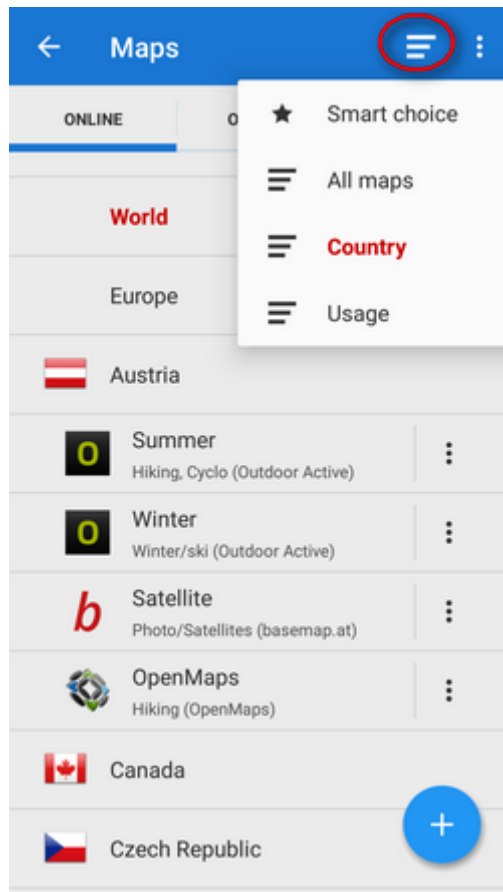 Maps
Smart choice
ONLINE
O
All maps
World
Country
Europe
Usage
Austria
O
Summer
Hiking, Cyclo (Outdoor Active)
O
Winter
Winter/ski (Outdoor Active)
b
Satellite
Photo/Satellites (basemap.at)
OpenMaps
Hiking (OpenMaps)
Canada
Czech Republic